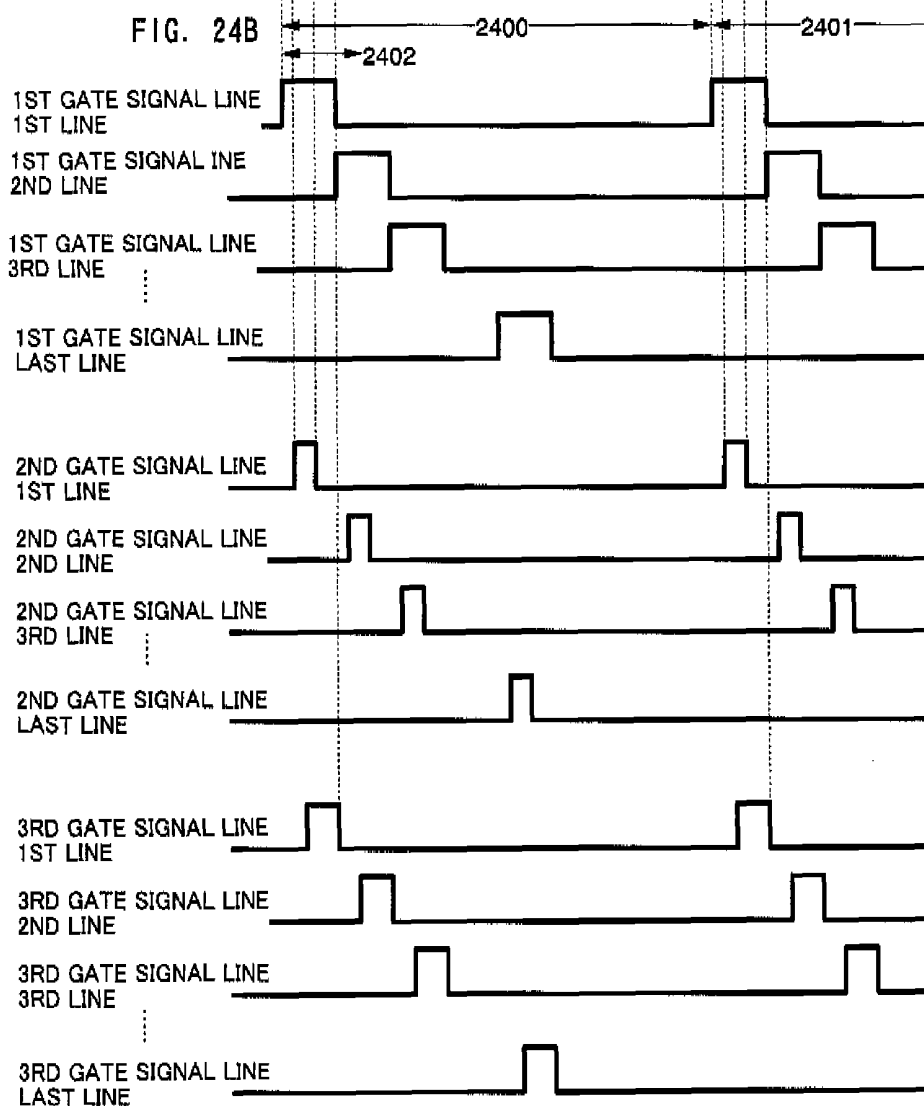 FIG. 24B
2400
2401
2402
1ST GATE SIGNAL LINE
1ST LINE
1ST GATE SIGNAL INE
2ND LINE
1ST GATE SIGNAL LINE
3RD LINE
1ST GATE SIGNAL LINE
LAST LINE
2ND GATE SIGNAL LINE
1ST LINE
2ND GATE SIGNAL LINE
2ND LINE
2ND GATE SIGNAL LINE
3RD LINE
2ND GATE SIGNAL LINE
LAST LINE
3RD GATE SIGNAL LINE
1ST LINE
3RD GATE SIGNAL LINE
2ND LINE
3RD GATE SIGNAL LINE
3RD LINE
3RD GATE SIGNAL LINE
LAST LINE